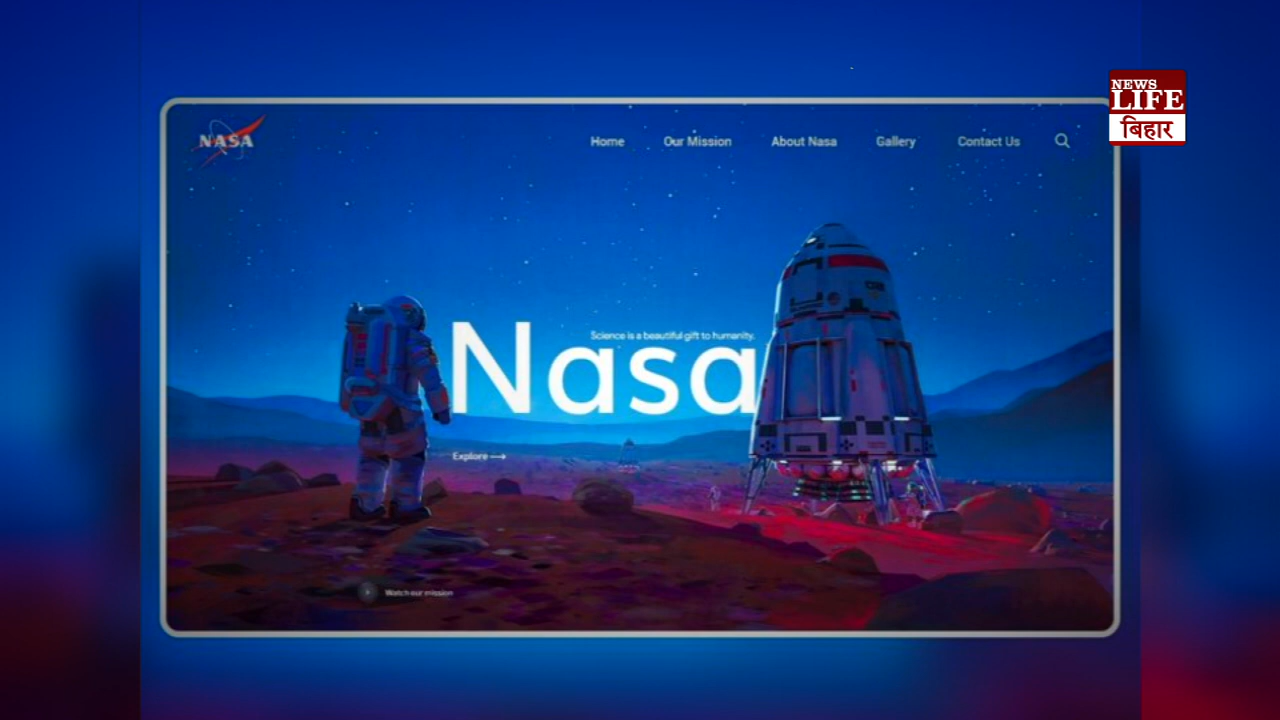 NEWS
LIFE
बिहार
NASA
Home
Our Mission
About Nasa
Gallery
Contact Us
Science is a beautiful gift to humanity.
Nasa
Explore
Watch our mission